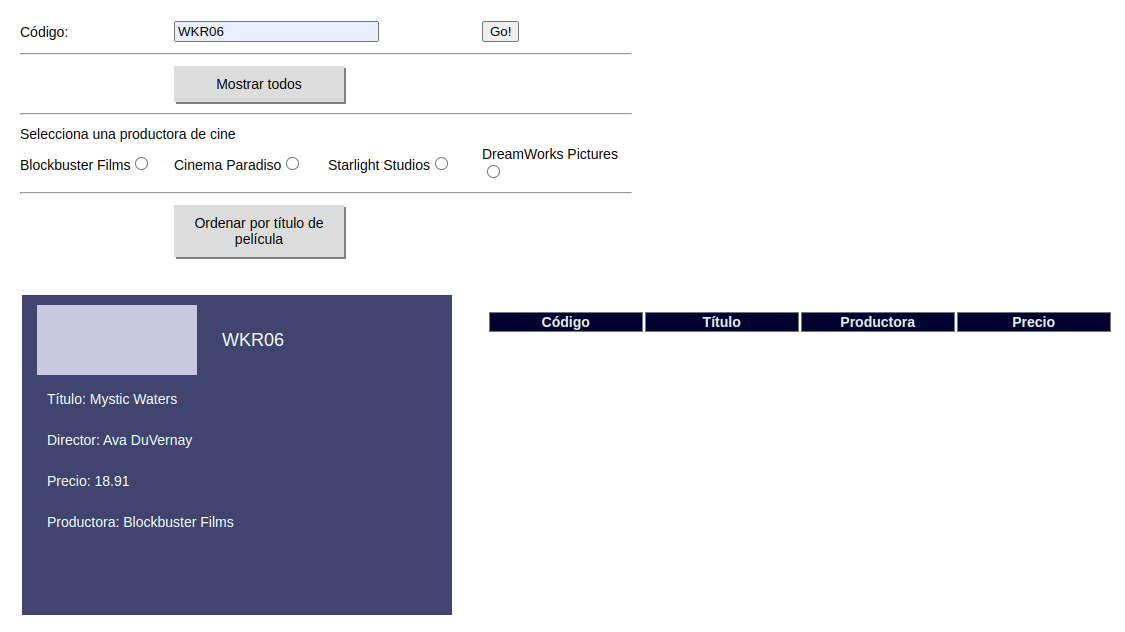 Código: WKR06 Go!
Mostrar todos
Selecciona una productora de cine
Blockbuster Films Cinema Paradiso Starlight Studios DreamWorks Pictures
Ordenar por título de
película
WKR06
Título: Mystic Waters
Director: Ava DuVernay
Precio: 18.91
Productora: Blockbuster Films
Código Título Productora Precio